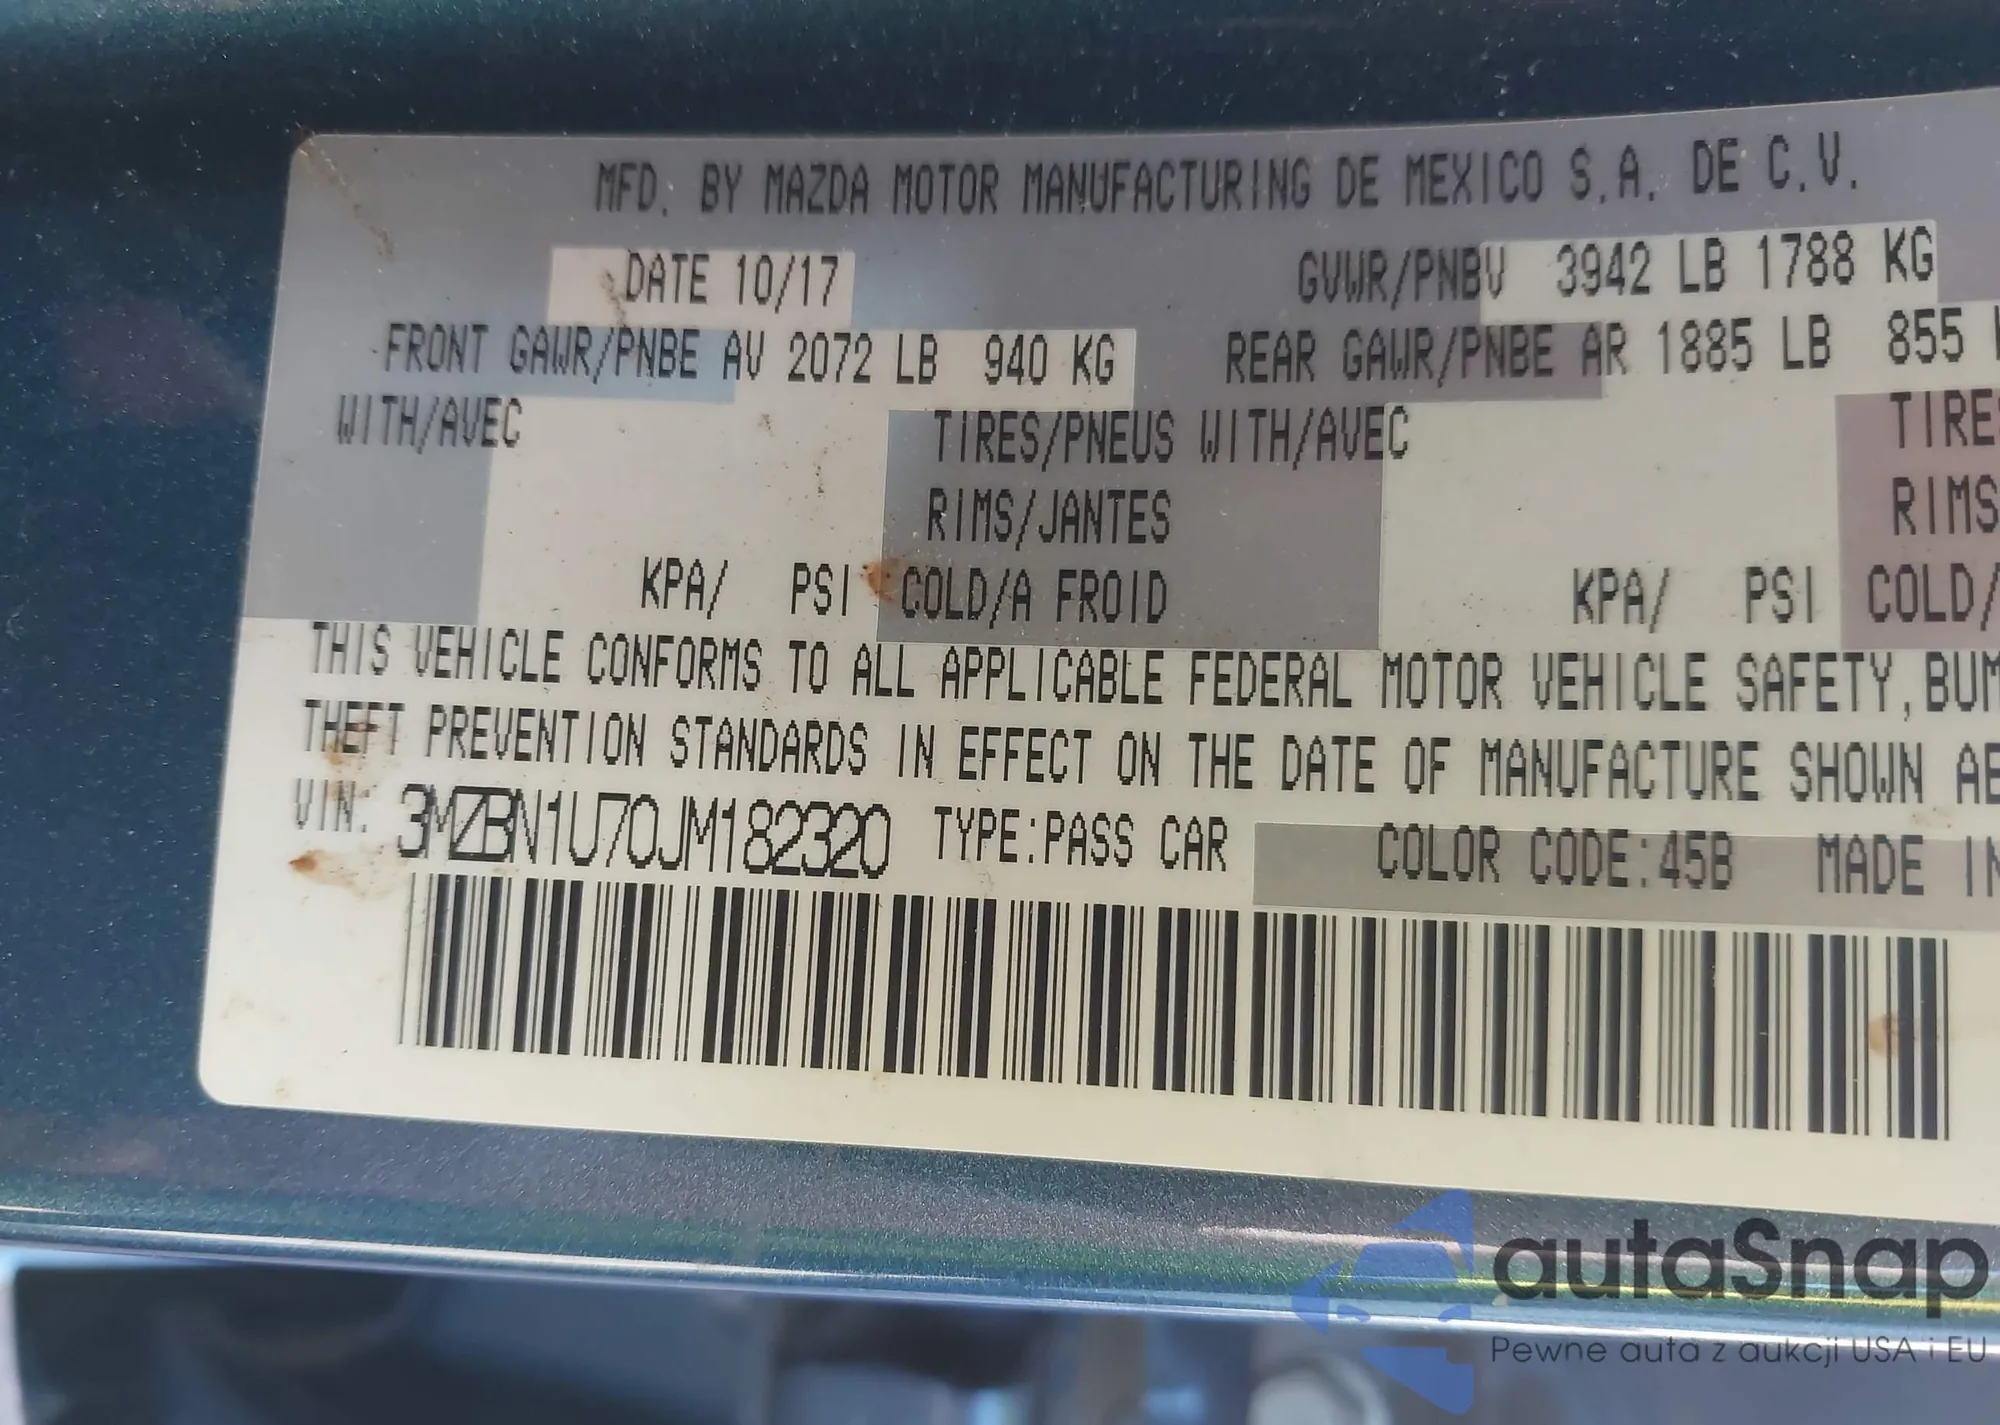 MFD. BY MAZDA MOTOR MANUFACTURING DE MEXICO S.A. DE C.V.
DATE 10/17 GVWR/PNBV 3942 LB 1788 KG
FRONT GAWR/PNBE AV 2072 LB 940 KG REAR GAWR/PNBE AR 1885 LB 855
WITH/AVEC TIRES/PNEUS WITH/AVEC TIRES
RIMS/JANTES RIMS
KPA/ PSI COLD/A FROID KPA/ PSI COLD/
THIS VEHICLE CONFORMS TO ALL APPLICABLE FEDERAL MOTOR VEHICLE SAFETY, BUM
THEFT PREVENTION STANDARDS IN EFFECT ON THE DATE OF MANUFACTURE SHOWN AB
VIN: 3MZBN1U70JM182320 TYPE:PASS CAR COLOR CODE:45B MADE IN
autaSnap
Pewne auta z aukcji USA i EU